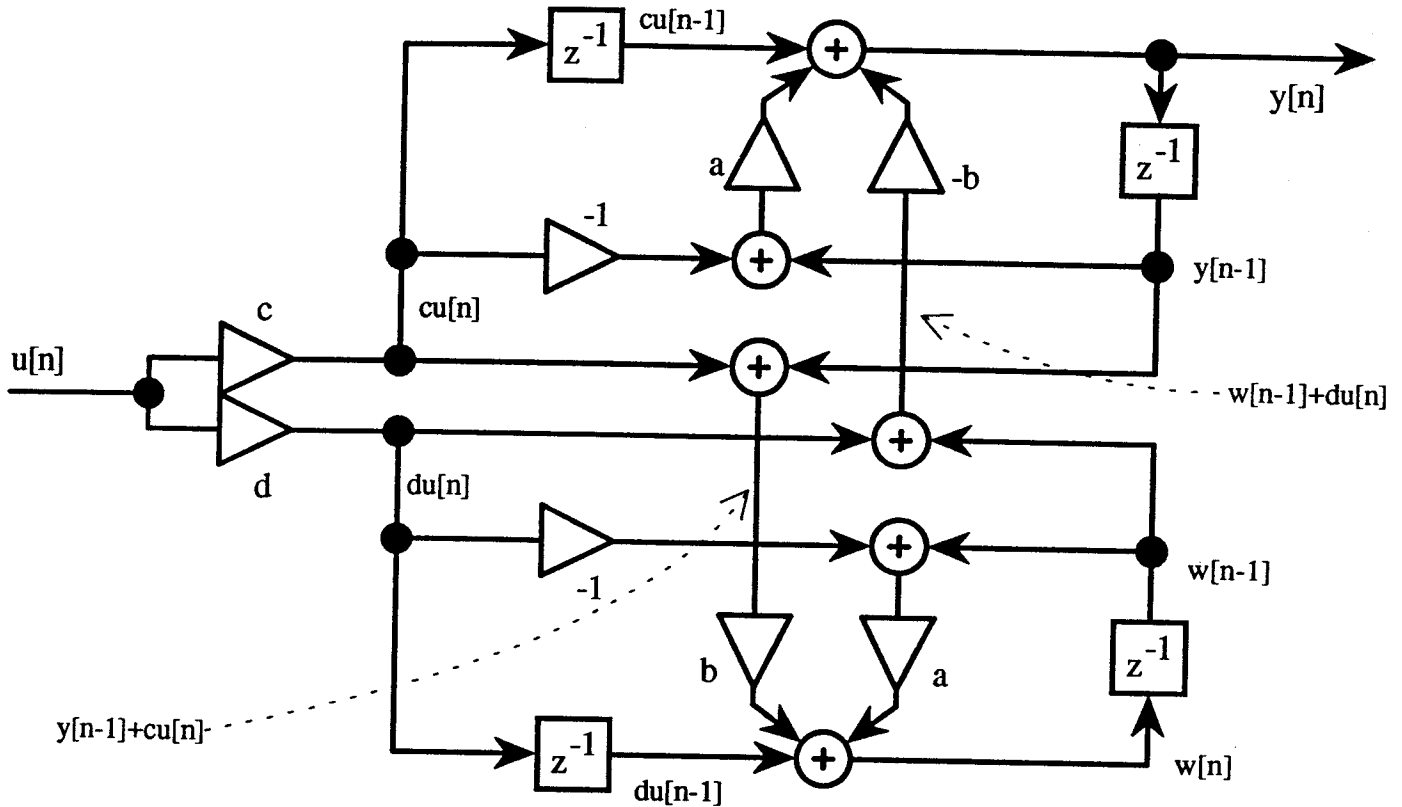 cu[n-1]
z⁻¹
+
y[n]
z⁻¹
a
-b
-1
+
y[n-1]
cu[n]
c
u[n]
+
w[n-1]+du[n]
+
d
du[n]
+
w[n-1]
-1
z⁻¹
b
a
y[n-1]+cu[n]
z⁻¹
+
w[n]
du[n-1]